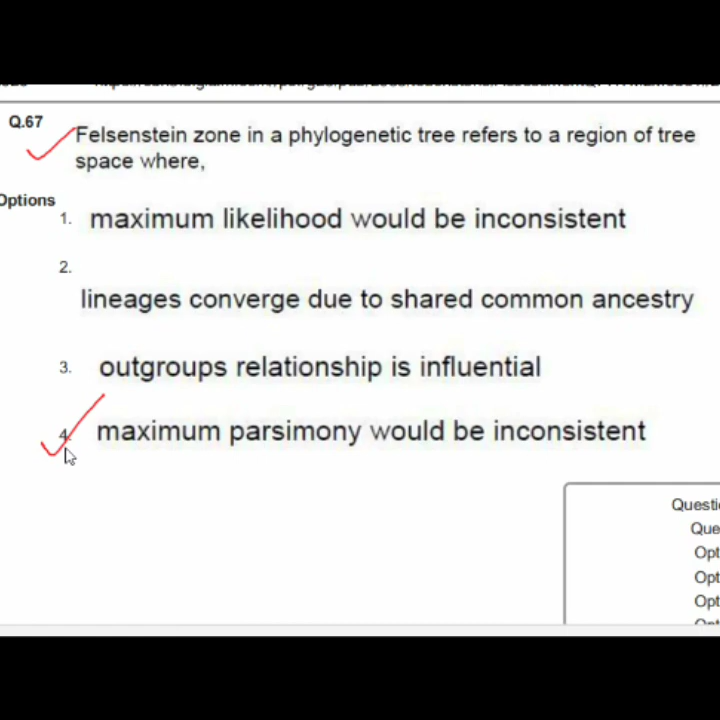 Q.67
Felsenstein zone in a phylogenetic tree refers to a region of tree
space where,
Options
1. maximum likelihood would be inconsistent
2.
lineages converge due to shared common ancestry
3. outgroups relationship is influential
4. maximum parsimony would be inconsistent
Questi
Que
Opt
Opt
Opt